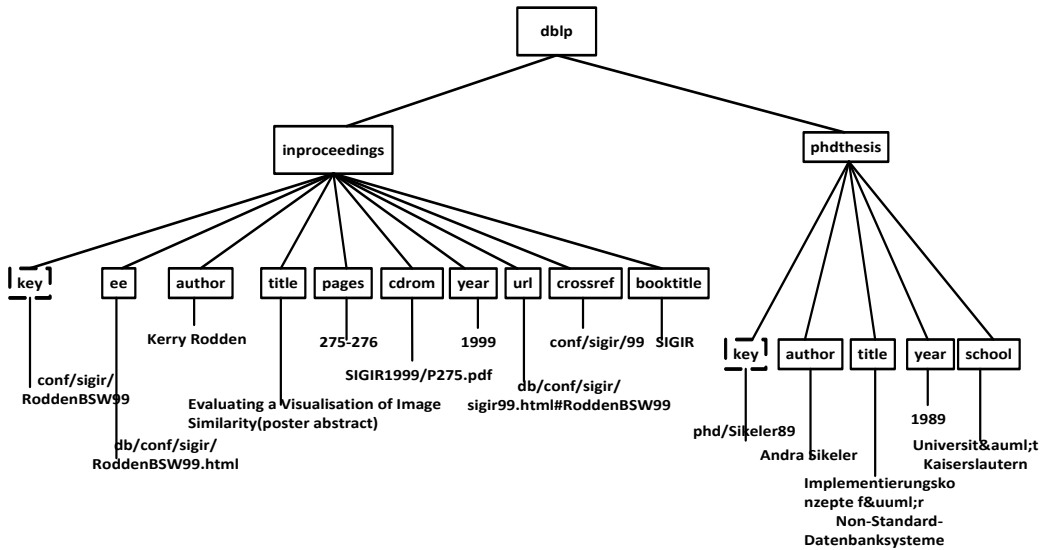 dblp
inproceedings
phdthesis
key
ee
author
title
pages
cdrom
year
url
crossref
booktitle
Kerry Rodden
275-276
1999
conf/sigir/99
SIGIR
SIGIR1999/P275.pdf
conf/sigir/
RoddenBSW99
db/conf/sigir/
sigir99.html#RoddenBSW99
Evaluating a Visualisation of Image
Similarity(poster abstract)
db/conf/sigir/
RoddenBSW99.html
key
author
title
year
school
phd/Sikeler89
Andra Sikeler
1989
Universit&auml;t
Kaiserslautern
Implementierungsko
nzepte f&uuml;r
Non-Standard-
Datenbanksysteme